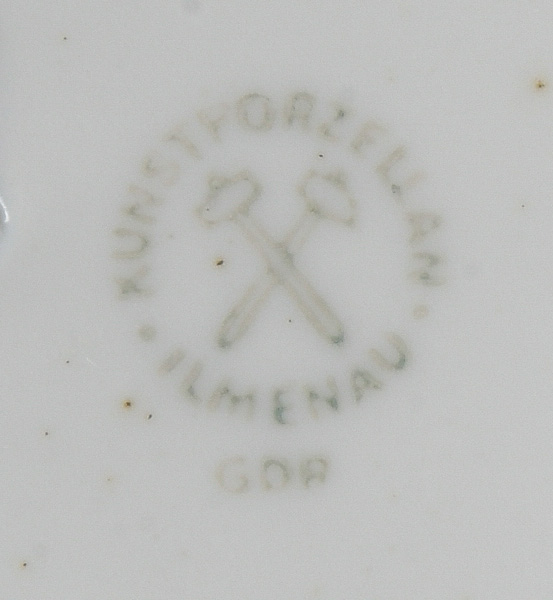 KUNSTPORZELLAN
• ILMENAU •
GDR